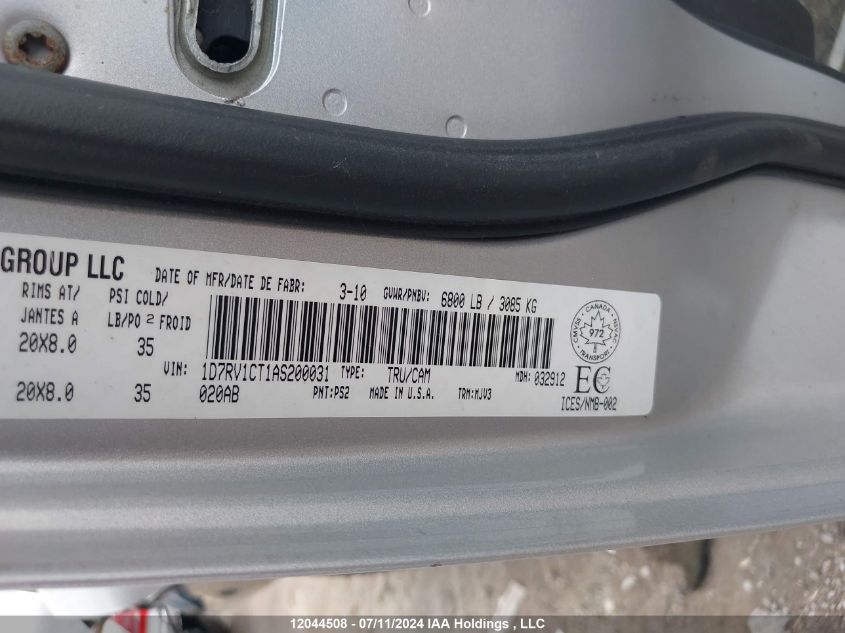 GROUP LLC DATE OF MFR/DATE DE FABR: 3-10 GVWR/PNBV: 6800 LB / 3085 KG
RIMS AT/ PSI COLD/
JANTES A LB/PO 2 FROID
20X8.0 35
VIN: 1D7RV1CT1AS200031 TYPE: TRU/CAM MDH: 032912
20X8.0 35 020AB PNT:PS2 MADE IN U.S.A. TRM:MJV3
CANADA
CMVSS NSVAC
972
TRANSPORT
EC
ICES/NMB-002
12044508 - 07/11/2024 IAA Holdings , LLC